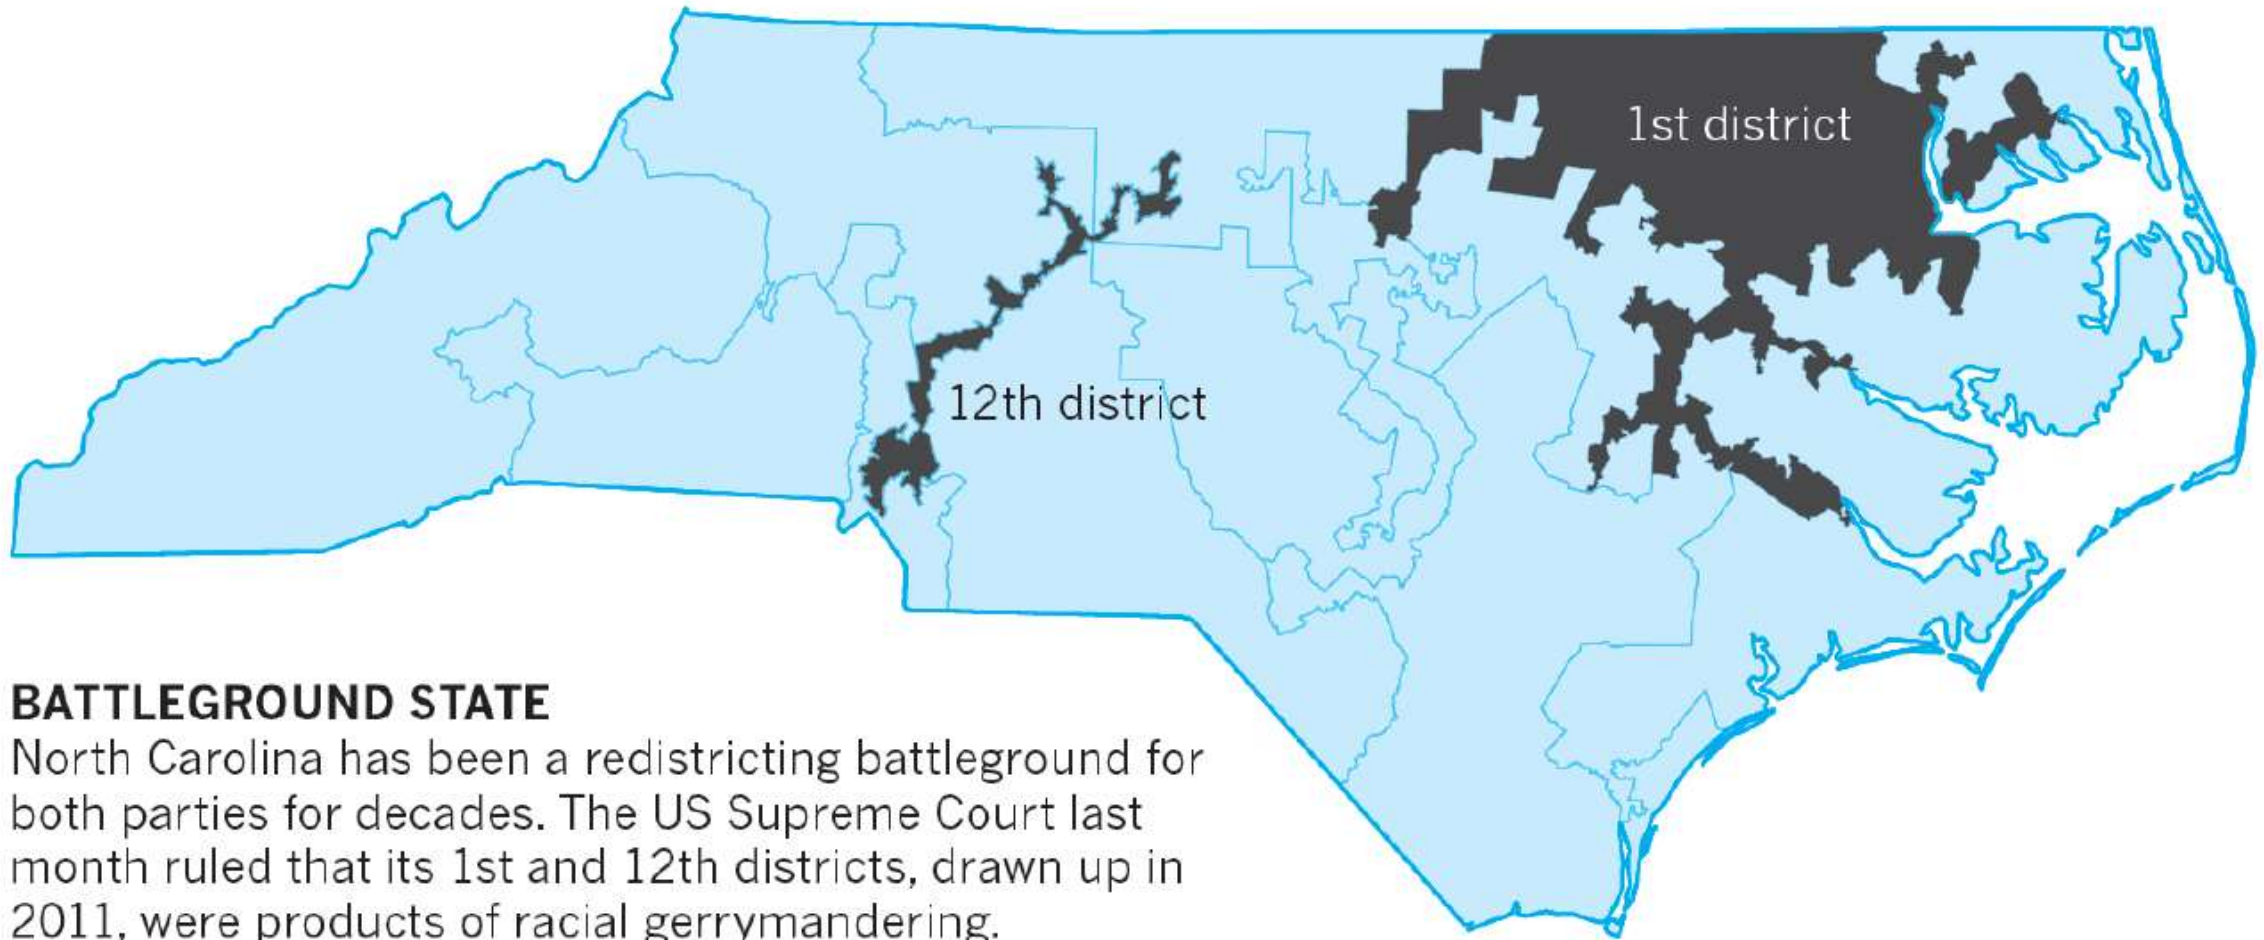 1st district
12th district
BATTLEGROUND STATE
North Carolina has been a redistricting battleground for
both parties for decades. The US Supreme Court last
month ruled that its 1st and 12th districts, drawn up in
2011, were products of racial gerrymandering.